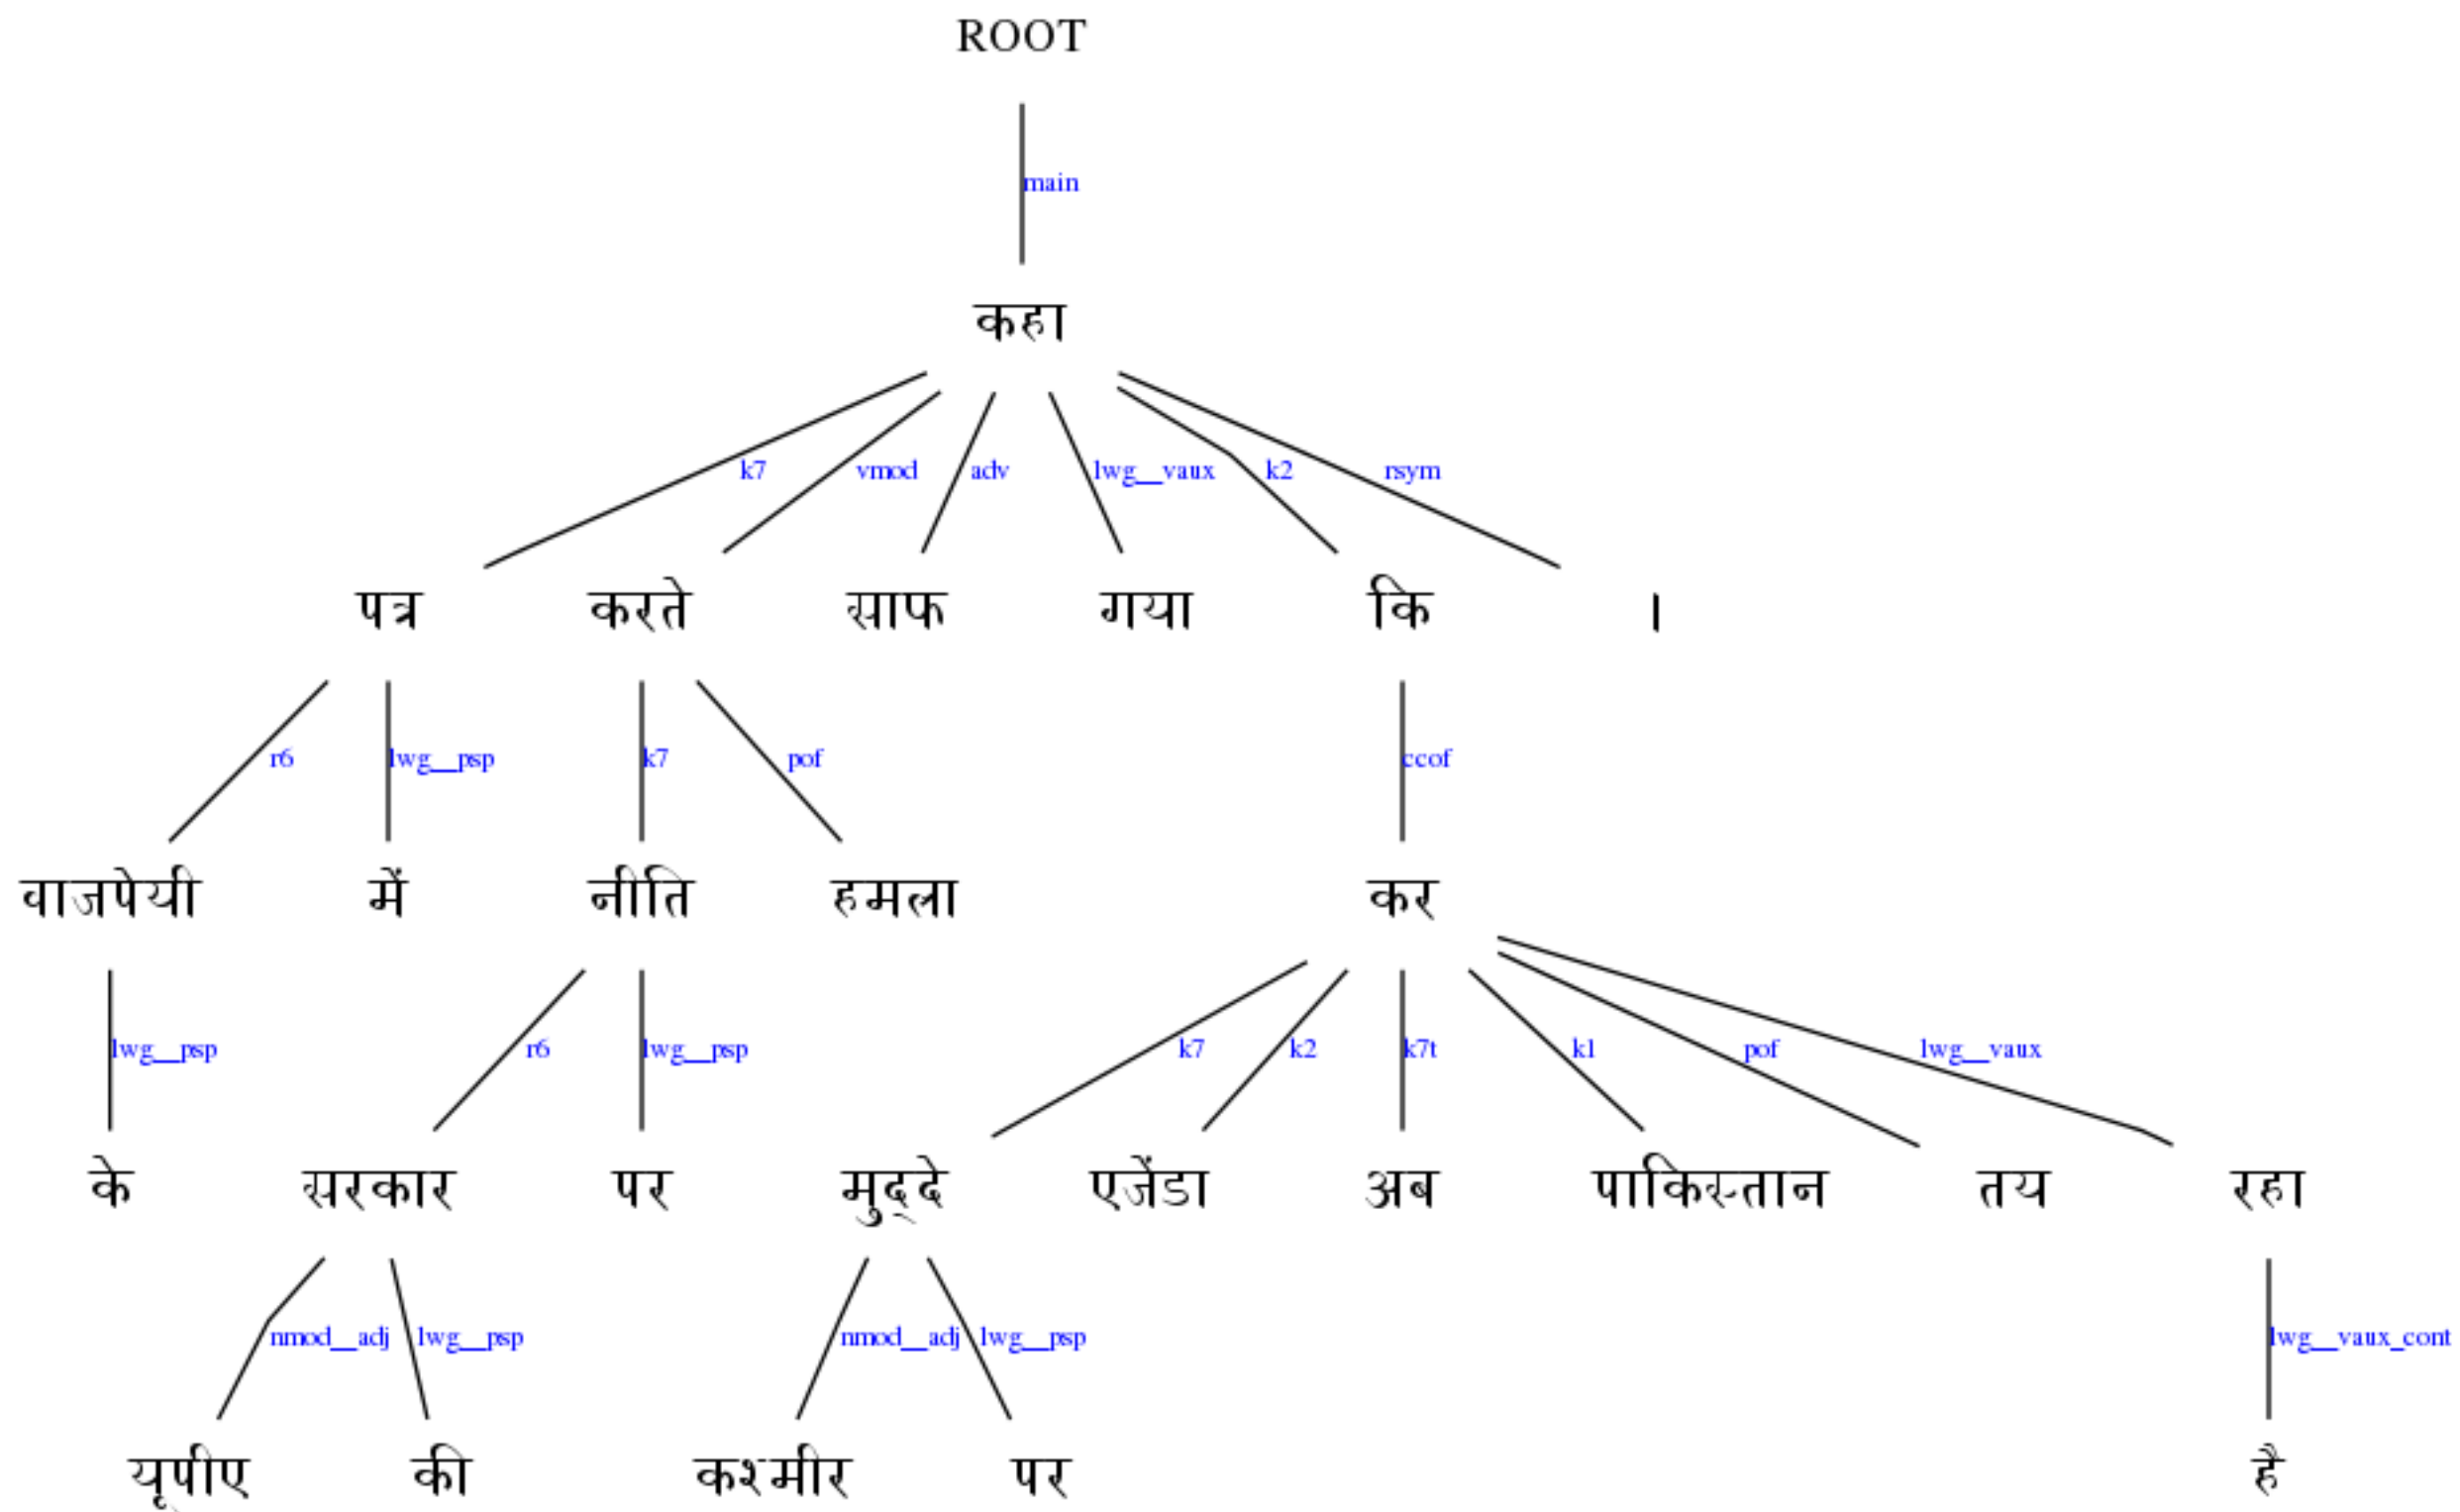 ROOT
main
कहा
k7 vmod adv lwg__vaux k2 rsym
पत्र करते साफ गया कि ।
r6 lwg__psp k7 pof ccof
वाजपेयी में नीति हमला कर
lwg__psp r6 lwg__psp k7 k2 k7t k1 pof lwg__vaux
के सरकार पर मुद्दे एजेंडा अब पाकिस्तान तय रहा
nmod__adj lwg__psp nmod__adj lwg__psp lwg__vaux_cont
यूपीए की कश्मीर पर है